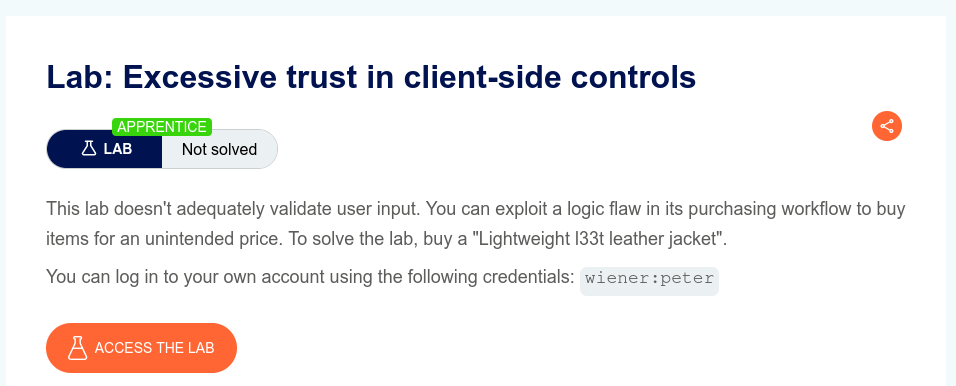 Lab: Excessive trust in client-side controls
APPRENTICE
LAB
Not solved
This lab doesn't adequately validate user input. You can exploit a logic flaw in its purchasing workflow to buy
items for an unintended price. To solve the lab, buy a "Lightweight l33t leather jacket".
You can log in to your own account using the following credentials: wiener:peter
ACCESS THE LAB